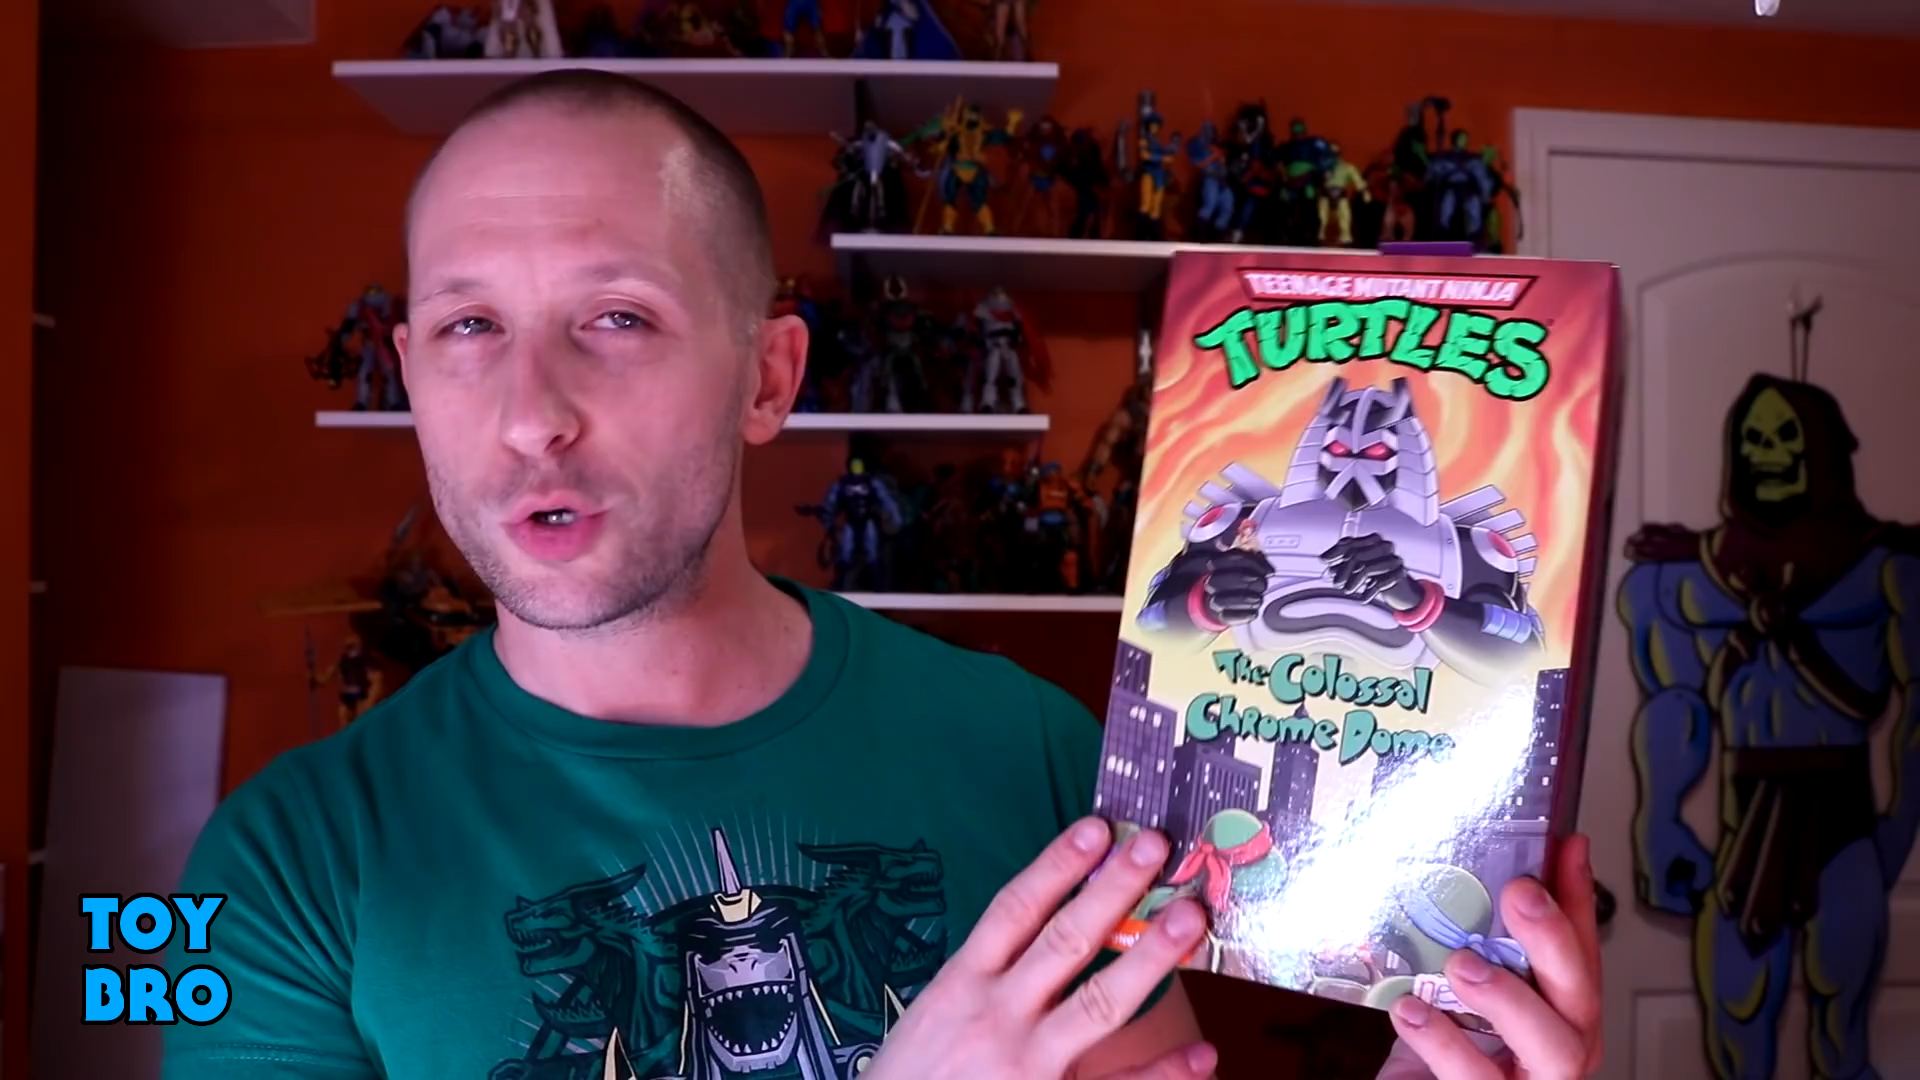 TEENAGE MUTANT NINJA
TURTLES
The Colossal
Chrome Dome
TOY
BRO